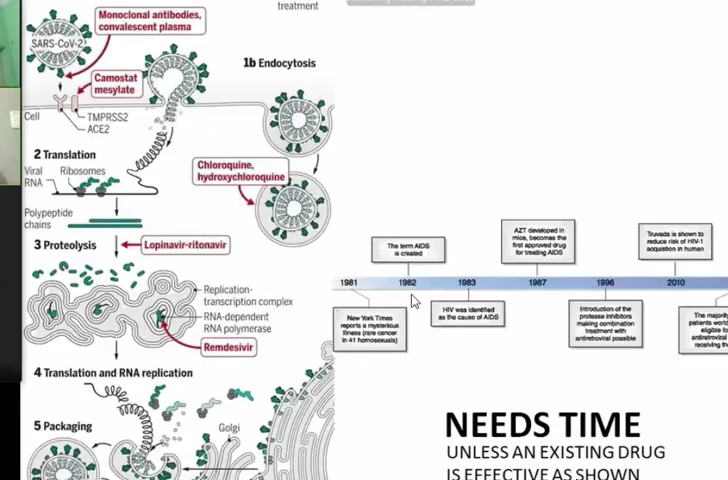 treatment
Monoclonal antibodies,
convalescent plasma
SARS-CoV-2
Camostat
mesylate
1b Endocytosis
Cell
TMPRSS2
ACE2
2 Translation
Viral
RNA
Ribosomes
Chloroquine,
hydroxychloroquine
Polypeptide
chains
3 Proteolysis
Lopinavir-ritonavir
Replication-
transcription complex
RNA-dependent
RNA polymerase
Remdesivir
4 Translation and RNA replication
5 Packaging
Golgi
The term AIDS
is created
AZT developed in
mice, becomes the
first approved drug
for treating AIDS
Truvada is shown to
reduce risk of HIV-1
acquistion in human
1981
1982
1983
1987
1996
2010
New York Times
reports a mysterious
illness (rare cancer
in 41 homosexuals)
HIV was identified
as the cause of AIDS
Introduction of the
protease inhibitors
making combination
treatment with
antiretroviral possible
The majority
patients world
eligible fo
antiretroviral
receiving the
NEEDS TIME
UNLESS AN EXISTING DRUG
IS EFFECTIVE AS SHOWN